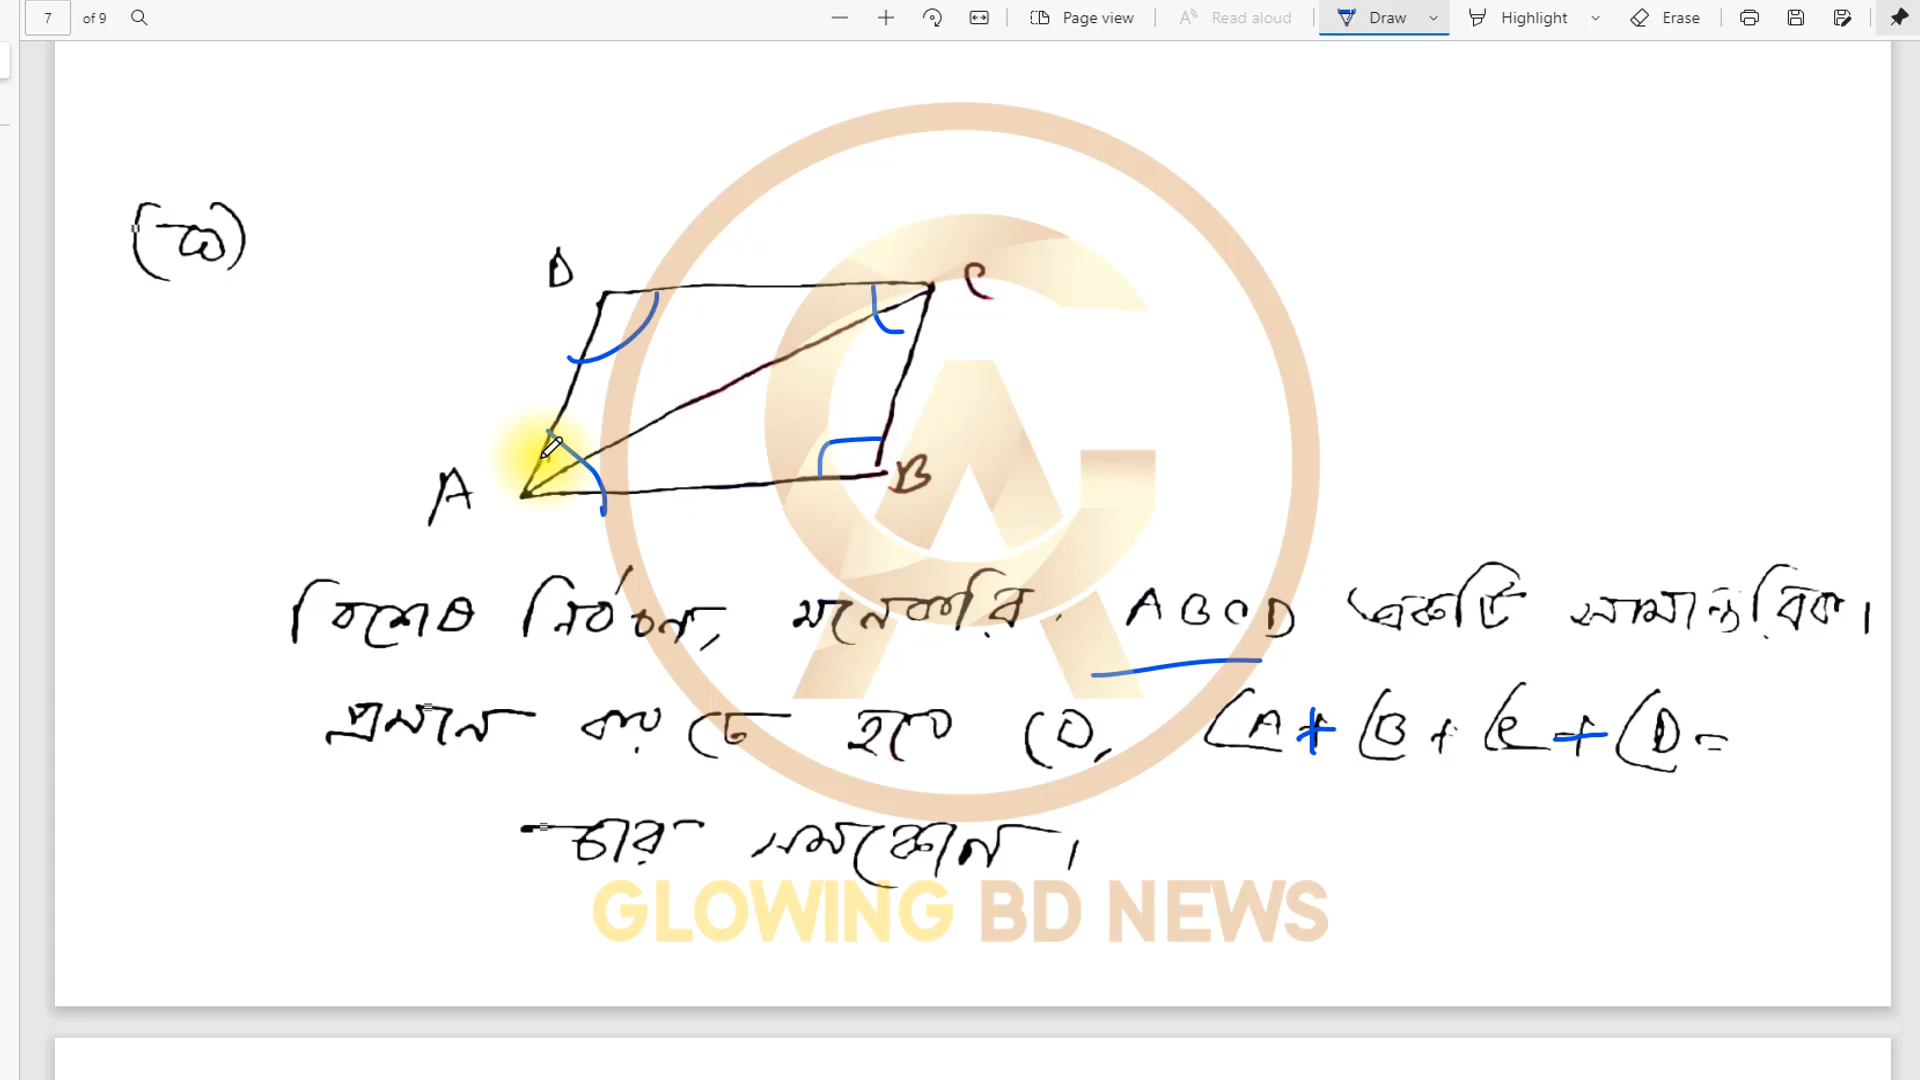 7 of 9 Page view Read aloud Draw Highlight Erase
D C
A B
বিশেষ নির্বচন, মনেকরি. ABCD একটি সামান্তরিক।
প্রমান করতে হবে যে, ∠A + ∠B + ∠C + ∠D =
চার সমকোন।
GLOWING BD NEWS